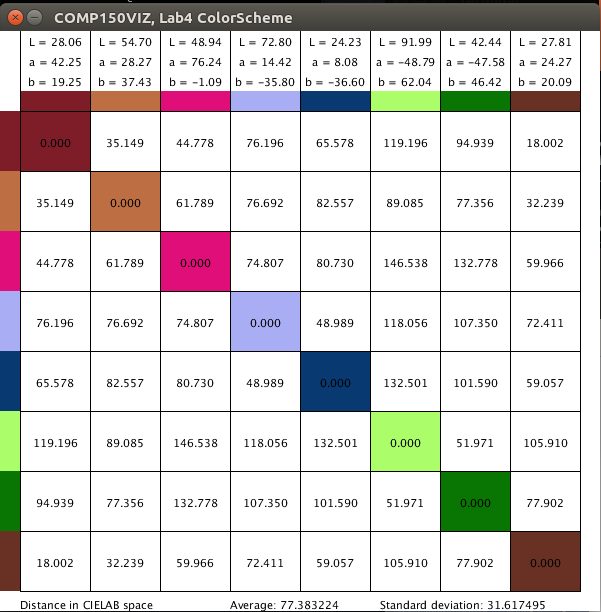 COMP150VIZ, Lab4 ColorScheme
L = 28.06 L = 54.70 L = 48.94 L = 72.80 L = 24.23 L = 91.99 L = 42.44 L = 27.81
a = 42.25 a = 28.27 a = 76.24 a = 14.42 a = 8.08 a = -48.79 a = -47.58 a = 24.27
b = 19.25 b = 37.43 b = -1.09 b = -35.80 b = -36.60 b = 62.04 b = 46.42 b = 20.09
0.000 35.149 44.778 76.196 65.578 119.196 94.939 18.002
35.149 0.000 61.789 76.692 82.557 89.085 77.356 32.239
44.778 61.789 0.000 74.807 80.730 146.538 132.778 59.966
76.196 76.692 74.807 0.000 48.989 118.056 107.350 72.411
65.578 82.557 80.730 48.989 0.000 132.501 101.590 59.057
119.196 89.085 146.538 118.056 132.501 0.000 51.971 105.910
94.939 77.356 132.778 107.350 101.590 51.971 0.000 77.902
18.002 32.239 59.966 72.411 59.057 105.910 77.902 0.000
Distance in CIELAB space Average: 77.383224 Standard deviation: 31.617495